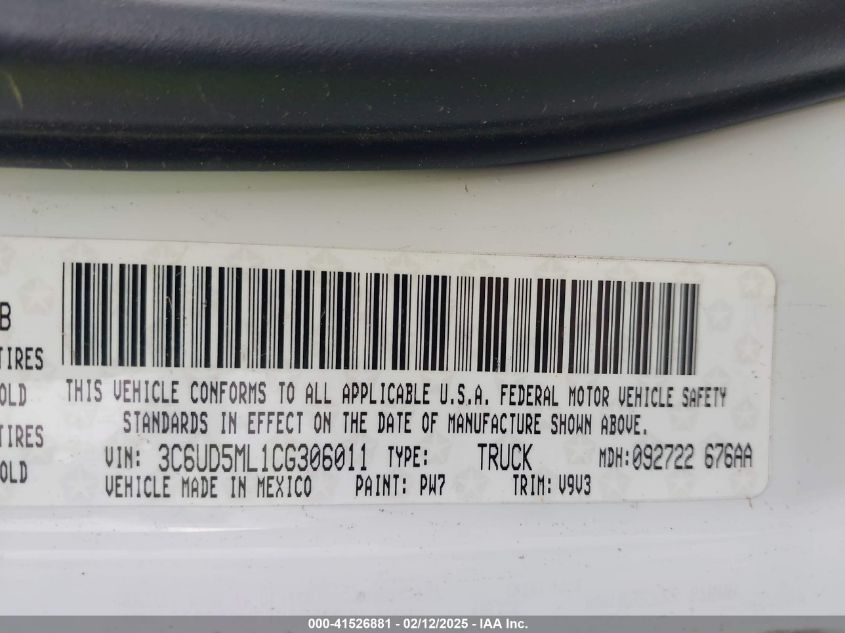 B
TIRES
OLD
TIRES
OLD
THIS VEHICLE CONFORMS TO ALL APPLICABLE U.S.A. FEDERAL MOTOR VEHICLE SAFETY
STANDARDS IN EFFECT ON THE DATE OF MANUFACTURE SHOWN ABOVE.
VIN: 3C6UD5ML1CG306011 TYPE: TRUCK MDH:092722 676AA
VEHICLE MADE IN MEXICO PAINT: PW7 TRIM: V9V3
000-41526881 - 02/12/2025 - IAA Inc.